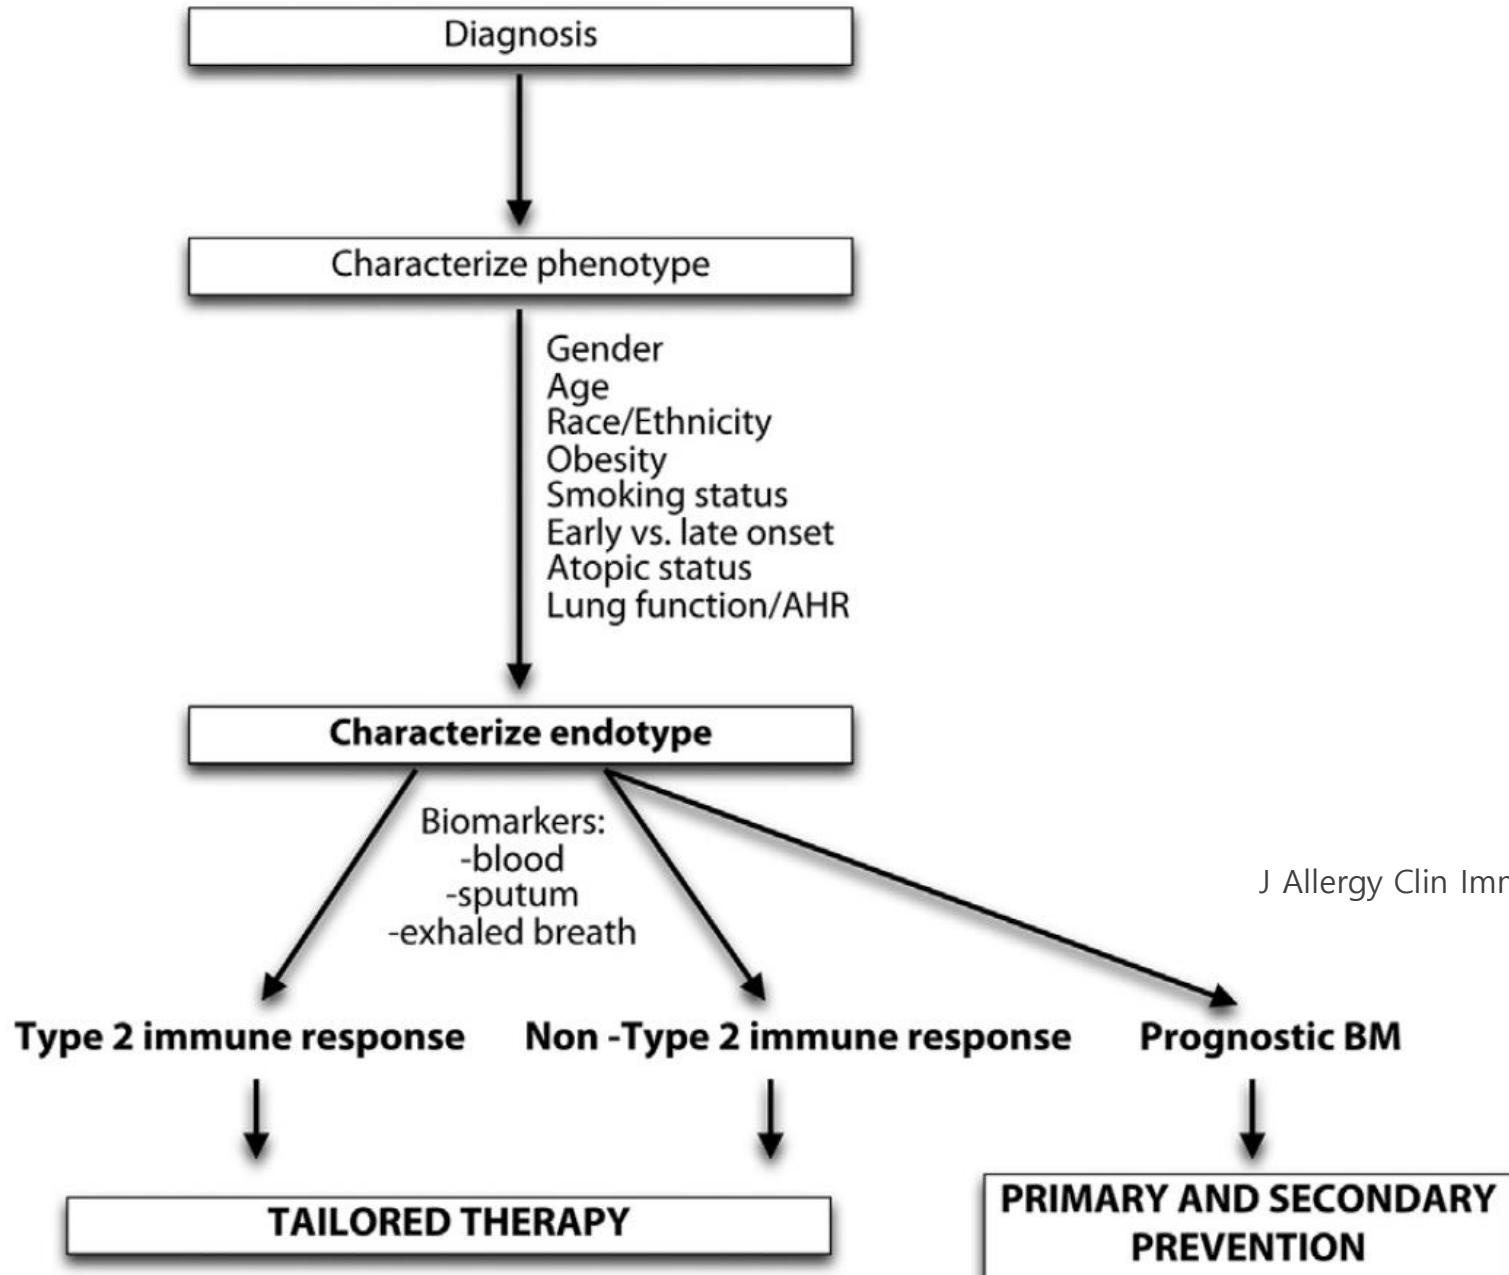 Diagnosis
Characterize phenotype
Gender
Age
Race/Ethnicity
Obesity
Smoking status
Early vs. late onset
Atopic status
Lung function/AHR
Characterize endotype
Biomarkers:
-blood
-sputum
-exhaled breath
J Allergy Clin
Type 2 immune response
Non -Type 2 immune response
Prognostic BM
TAILORED THERAPY
PRIMARY AND SECONDARY
PREVENTION